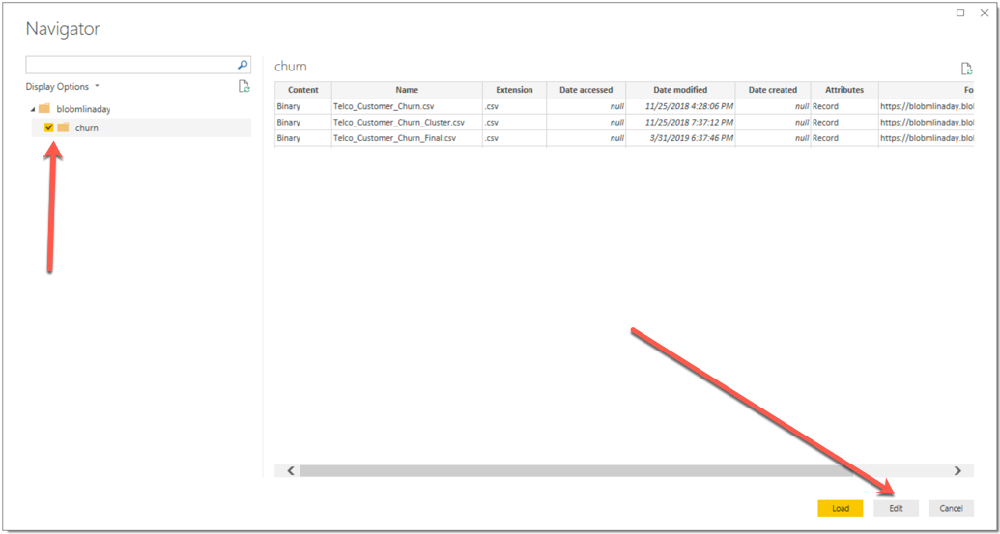 Navigator
Display Options
blobmlinaday
churn
churn
Content Name Extension Date accessed Date modified Date created Attributes Fo
Binary Telco_Customer_Churn.csv .csv null 11/25/2018 4:28:06 PM null Record https://blobmlinaday.blol
Binary Telco_Customer_Churn_Cluster.csv .csv null 11/25/2018 7:37:12 PM null Record https://blobmlinaday.blol
Binary Telco_Customer_Churn_Final.csv .csv null 3/31/2019 6:37:46 PM null Record https://blobmlinaday.blol
Load Edit Cancel